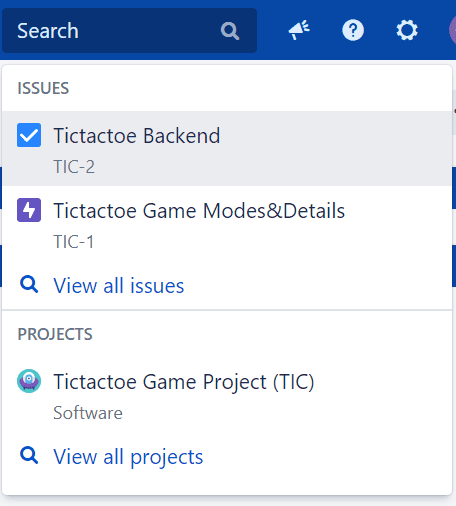 Search
ISSUES
Tictactoe Backend
TIC-2
Tictactoe Game Modes&Details
TIC-1
View all issues
PROJECTS
Tictactoe Game Project (TIC)
Software
View all projects